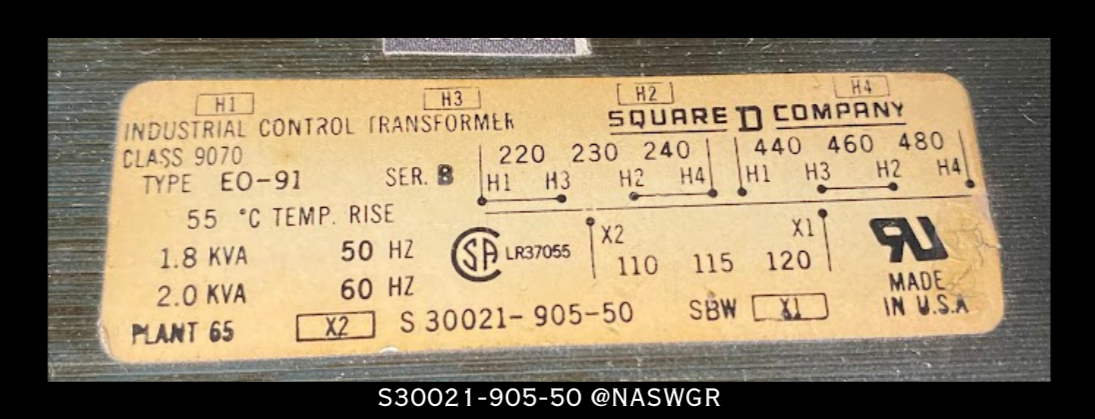 H1 H3 H2 H4
INDUSTRIAL CONTROL TRANSFORMER
SQUARE D COMPANY
CLASS 9070
TYPE EO-91 SER. B
220 230 240
H1 H3 H2 H4
440 460 480
H1 H3 H2 H4
55 °C TEMP. RISE
1.8 KVA 50 HZ
2.0 KVA 60 HZ
SA LR37055
X2 X1
110 115 120
RU
MADE
IN U.S.A
PLANT 65 X2 S 30021-905-50 SBW X1
S30021-905-50 @NASWGR